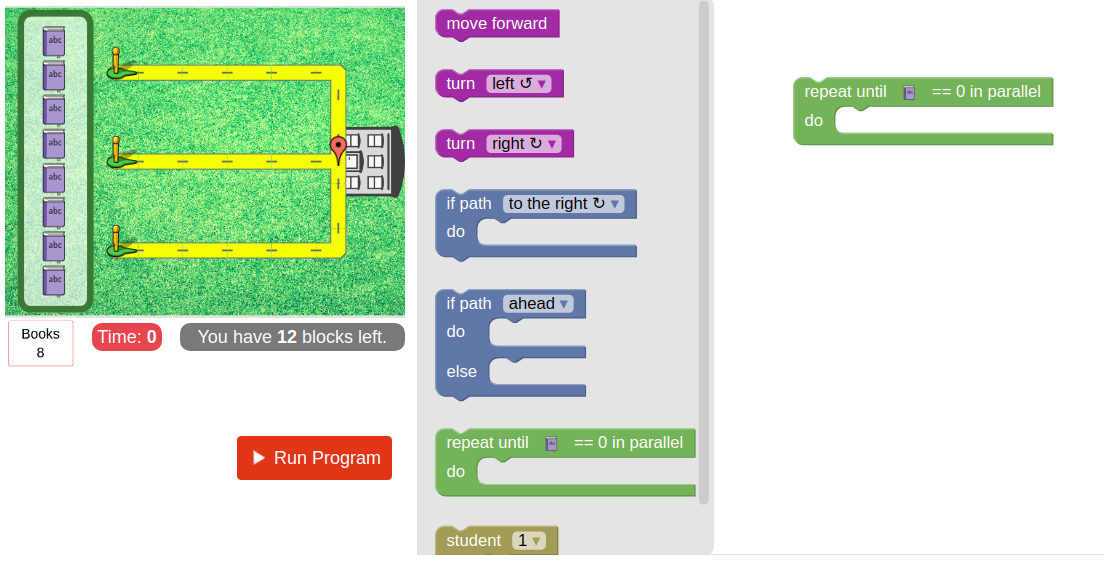 abc
abc
abc
abc
abc
abc
abc
abc
Books
8
Time: 0
You have 12 blocks left.
Run Program
move forward
turn left ↺ ▾
turn right ↻ ▾
if path to the right ↻ ▾
do
if path ahead ▾
do
else
repeat until == 0 in parallel
do
student 1 ▾
repeat until == 0 in parallel
do